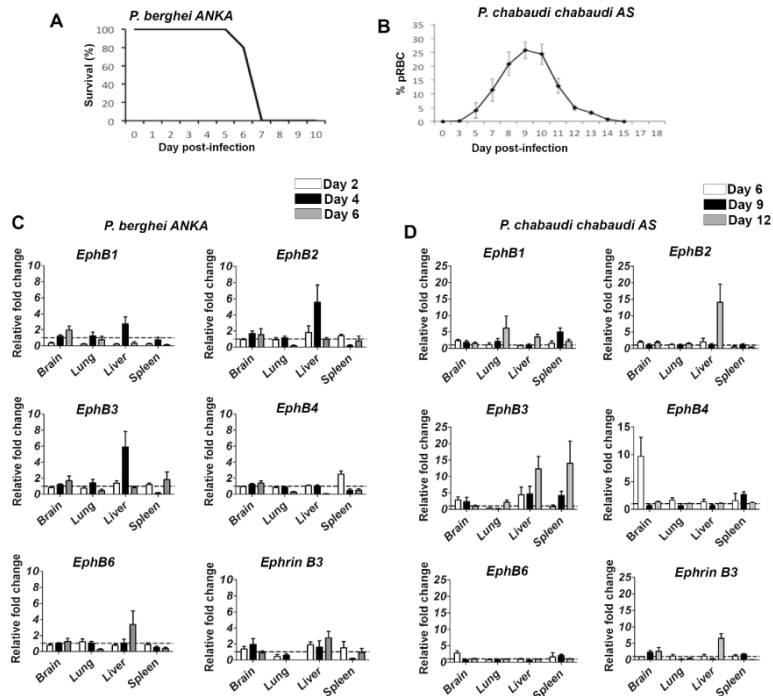 A
P. berghei ANKA
Survival (%)
100
90
80
70
60
50
40
30
20
10
0
0 1 2 3 4 5 6 7 8 9 10
Day post-infection
B
P. chabaudi chabaudi AS
% pRBC
35
30
25
20
15
10
5
0
0 3 5 7 8 9 10 11 12 13 14 15 17 18
Day post-infection
Day 2
Day 4
Day 6
C
P. berghei ANKA
EphB1
Relative fold change
10
8
6
4
2
0
Brain Lung Liver Spleen
EphB2
Relative fold change
10
8
6
4
2
0
Brain Lung Liver Spleen
EphB3
Relative fold change
10
8
6
4
2
0
Brain Lung Liver Spleen
EphB4
Relative fold change
10
8
6
4
2
0
Brain Lung Liver Spleen
EphB6
Relative fold change
10
8
6
4
2
0
Brain Lung Liver Spleen
Ephrin B3
Relative fold change
10
8
6
4
2
0
Brain Lung Liver Spleen
Day 6
Day 9
Day 12
D
P. chabaudi chabaudi AS
EphB1
Relative fold change
25
20
15
10
5
0
Brain Lung Liver Spleen
EphB2
Relative fold change
25
20
15
10
5
0
Brain Lung Liver Spleen
EphB3
Relative fold change
25
20
15
10
5
0
Brain Lung Liver Spleen
EphB4
Relative fold change
25
20
15
10
5
0
Brain Lung Liver Spleen
EphB6
Relative fold change
25
20
15
10
5
0
Brain Lung Liver Spleen
Ephrin B3
Relative fold change
25
20
15
10
5
0
Brain Lung Liver Spleen